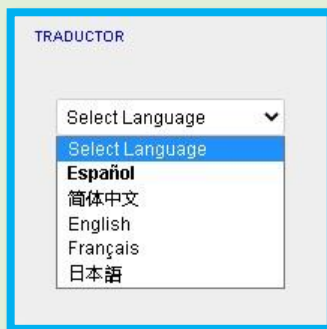 TRADUCTOR
Select Language
Select Language
Español
简体中文
English
Français
日本語